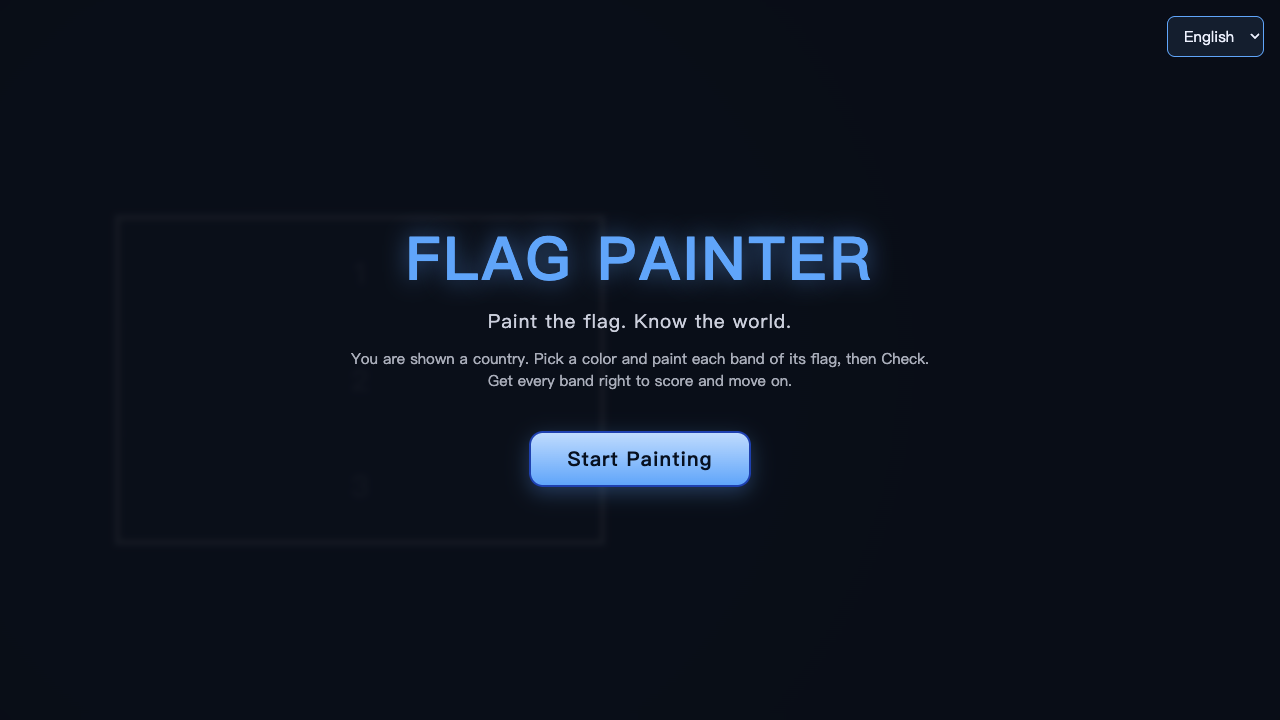 English
FLAG PAINTER
Paint the flag. Know the world.
You are shown a country. Pick a color and paint each band of its flag, then Check.
Get every band right to score and move on.
Start Painting